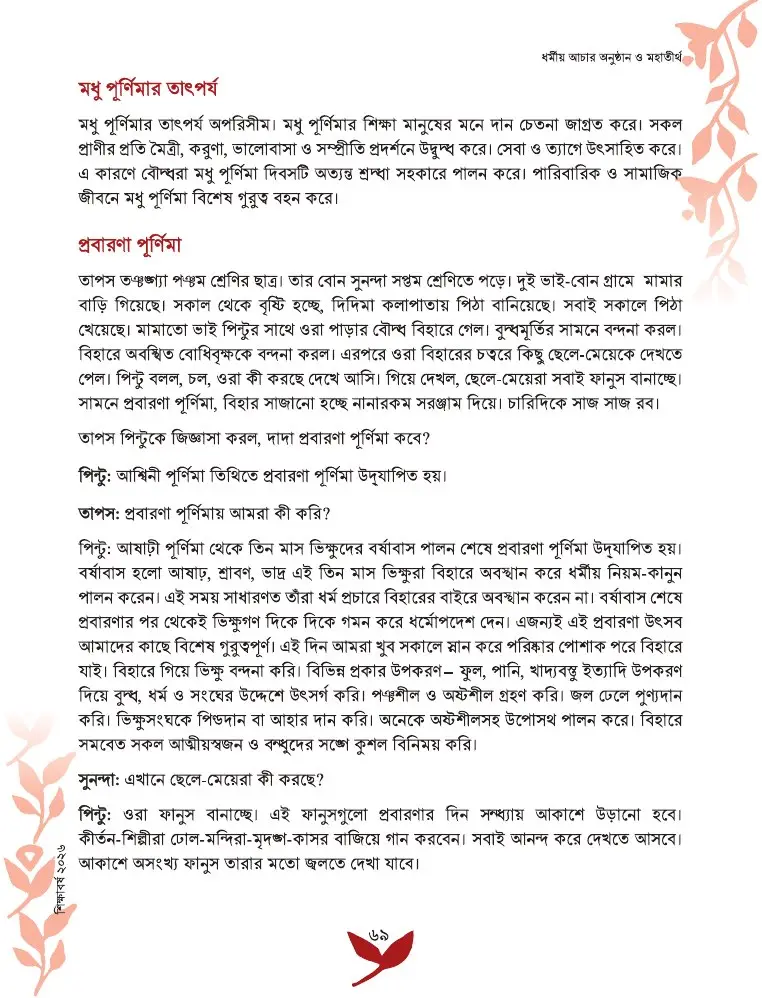 ধর্মীয় আচার অনুষ্ঠান ও মহাতীর্থ
মধু পূর্ণিমার তাৎপর্য
মধু পূর্ণিমার তাৎপর্য অপরিসীম। মধু পূর্ণিমার শিক্ষা মানুষের মনে দান চেতনা জাগ্রত করে। সকল
প্রাণীর প্রতি মৈত্রী, করুণা, ভালোবাসা ও সম্প্রীতি প্রদর্শনে উদ্বুদ্ধ করে। সেবা ও ত্যাগে উৎসাহিত করে।
এ কারণে বৌদ্ধরা মধু পূর্ণিমা দিবসটি অত্যন্ত শ্রদ্ধা সহকারে পালন করে। পারিবারিক ও সামাজিক
জীবনে মধু পূর্ণিমা বিশেষ গুরুত্ব বহন করে।
প্রবারণা পূর্ণিমা
তাপস তঞ্চঙ্গ্যা পঞ্চম শ্রেণির ছাত্র। তার বোন সুনন্দা সপ্তম শ্রেণিতে পড়ে। দুই ভাই-বোন গ্রামে মামার
বাড়ি গিয়েছে। সকাল থেকে বৃষ্টি হচ্ছে, দিদিমা কলাপাতায় পিঠা বানিয়েছে। সবাই সকালে পিঠা
খেয়েছে। মামাতো ভাই পিন্টুর সাথে ওরা পাড়ার বৌদ্ধ বিহারে গেল। বুদ্ধমূর্তির সামনে বন্দনা করল।
বিহারে অবস্থিত বোধিবৃক্ষকে বন্দনা করল। এরপরে ওরা বিহারের চত্বরে কিছু ছেলে-মেয়েকে দেখতে
পেল। পিন্টু বলল, চল, ওরা কী করছে দেখে আসি। গিয়ে দেখল, ছেলে-মেয়েরা সবাই ফানুস বানাচ্ছে।
সামনে প্রবারণা পূর্ণিমা, বিহার সাজানো হচ্ছে নানারকম সরঞ্জাম দিয়ে। চারিদিকে সাজ সাজ রব।
তাপস পিন্টুকে জিজ্ঞাসা করল, দাদা প্রবারণা পূর্ণিমা কবে?
পিন্টু: আশ্বিনী পূর্ণিমা তিথিতে প্রবারণা পূর্ণিমা উদ্‌যাপিত হয়।
তাপস: প্রবারণা পূর্ণিমায় আমরা কী করি?
পিন্টু: আষাঢ়ী পূর্ণিমা থেকে তিন মাস ভিক্ষুদের বর্ষাবাস পালন শেষে প্রবারণা পূর্ণিমা উদ্‌যাপিত হয়।
বর্ষাবাস হলো আষাঢ়, শ্রাবণ, ভাদ্র এই তিন মাস ভিক্ষুরা বিহারে অবস্থান করে ধর্মীয় নিয়ম-কানুন
পালন করেন। এই সময় সাধারণত তাঁরা ধর্ম প্রচারে বিহারের বাইরে অবস্থান করেন না। বর্ষাবাস শেষে
প্রবারণার পর থেকেই ভিক্ষুগণ দিকে দিকে গমন করে ধর্মোপদেশ দেন। এজন্যই এই প্রবারণা উৎসব
আমাদের কাছে বিশেষ গুরুত্বপূর্ণ। এই দিন আমরা খুব সকালে স্নান করে পরিষ্কার পোশাক পরে বিহারে
যাই। বিহারে গিয়ে ভিক্ষু বন্দনা করি। বিভিন্ন প্রকার উপকরণ– ফুল, পানি, খাদ্যবস্তু ইত্যাদি উপকরণ
দিয়ে বুদ্ধ, ধর্ম ও সংঘের উদ্দেশে উৎসর্গ করি। পঞ্চশীল ও অষ্টশীল গ্রহণ করি। জল ঢেলে পুণ্যদান
করি। ভিক্ষুসংঘকে পিন্ডদান বা আহার দান করি। অনেকে অষ্টশীলসহ উপোসথ পালন করে। বিহারে
সমবেত সকল আত্মীয়স্বজন ও বন্ধুদের সঙ্গে কুশল বিনিময় করি।
সুনন্দা: এখানে ছেলে-মেয়েরা কী করছে?
পিন্টু: ওরা ফানুস বানাচ্ছে। এই ফানুসগুলো প্রবারণার দিন সন্ধ্যায় আকাশে উড়ানো হবে।
কীর্তন-শিল্পীরা ঢোল-মন্দিরা-মৃদঙ্গ-কাসর বাজিয়ে গান করবেন। সবাই আনন্দ করে দেখতে আসবে।
আকাশে অসংখ্য ফানুস তারার মতো জ্বলতে দেখা যাবে।
শিক্ষাবর্ষ ২০২৬
৬৯